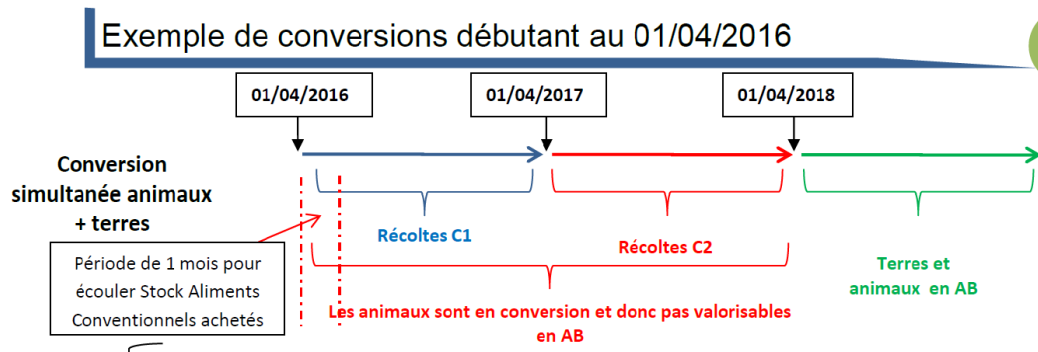 Exemple de conversions débutant au 01/04/2016
01/04/2016
01/04/2017
01/04/2018
Conversion
simultanée animaux
+ terres
Récoltes C1
Récoltes C2
Terres et
animaux en AB
Période de 1 mois pour
écouler Stock Aliments
Conventionnels achetés
Les animaux sont en conversion et donc pas valorisables
en AB